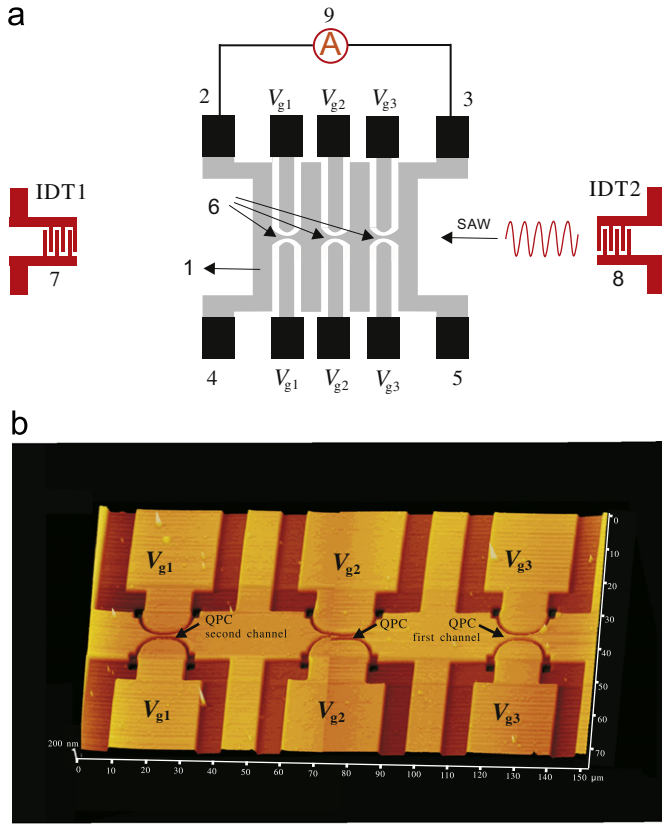 a
9
A
2
Vg1
Vg2
Vg3
3
IDT1
IDT2
6
SAW
7
8
1
4
Vg1
Vg2
Vg3
5
b
Vg1
Vg2
Vg3
QPC
second channel
QPC
QPC
first channel
Vg1
Vg2
Vg3
0
10
20
30
40
50
60
70
200 nm
0 10 20 30 40 50 60 70 80 90 100 110 120 130 140 150 µm